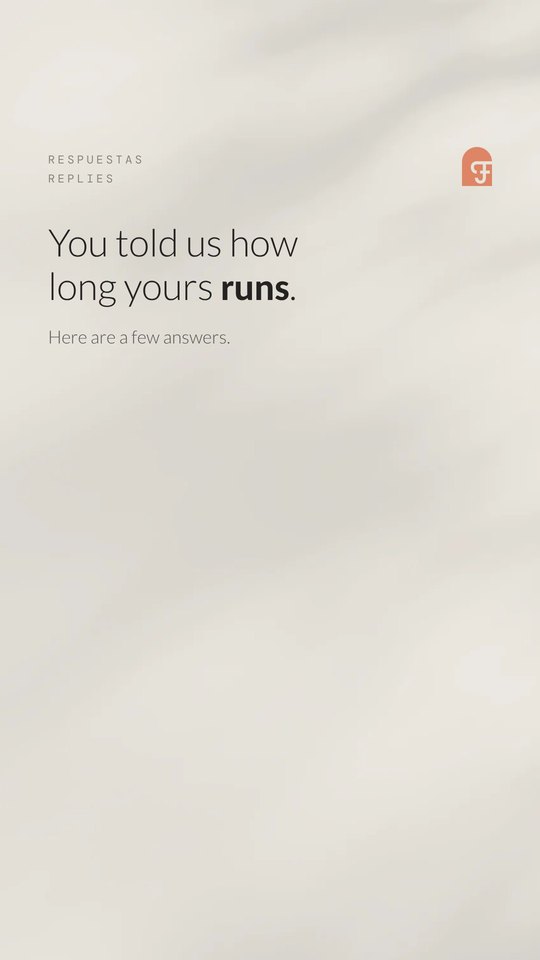 RESPUESTAS
REPLIES
You told us how
long yours runs.
Here are a few answers.